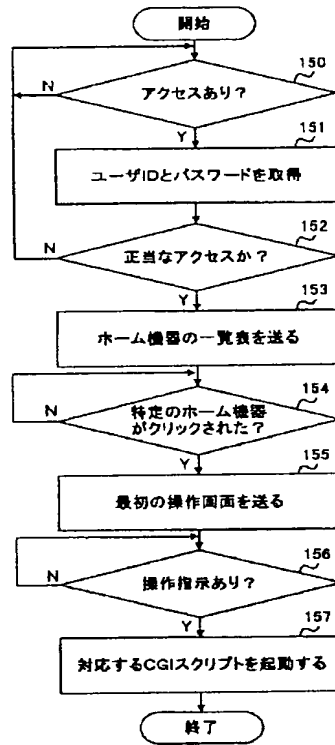 開始
150
アクセスあり?
N
Y
151
ユーザIDとパスワードを取得
152
正当なアクセスか?
N
Y
153
ホーム機器の一覧表を送る
154
特定のホーム機器
がクリックされた?
N
Y
155
最初の操作画面を送る
156
操作指示あり?
N
Y
157
対応するCGIスクリプトを起動する
終了